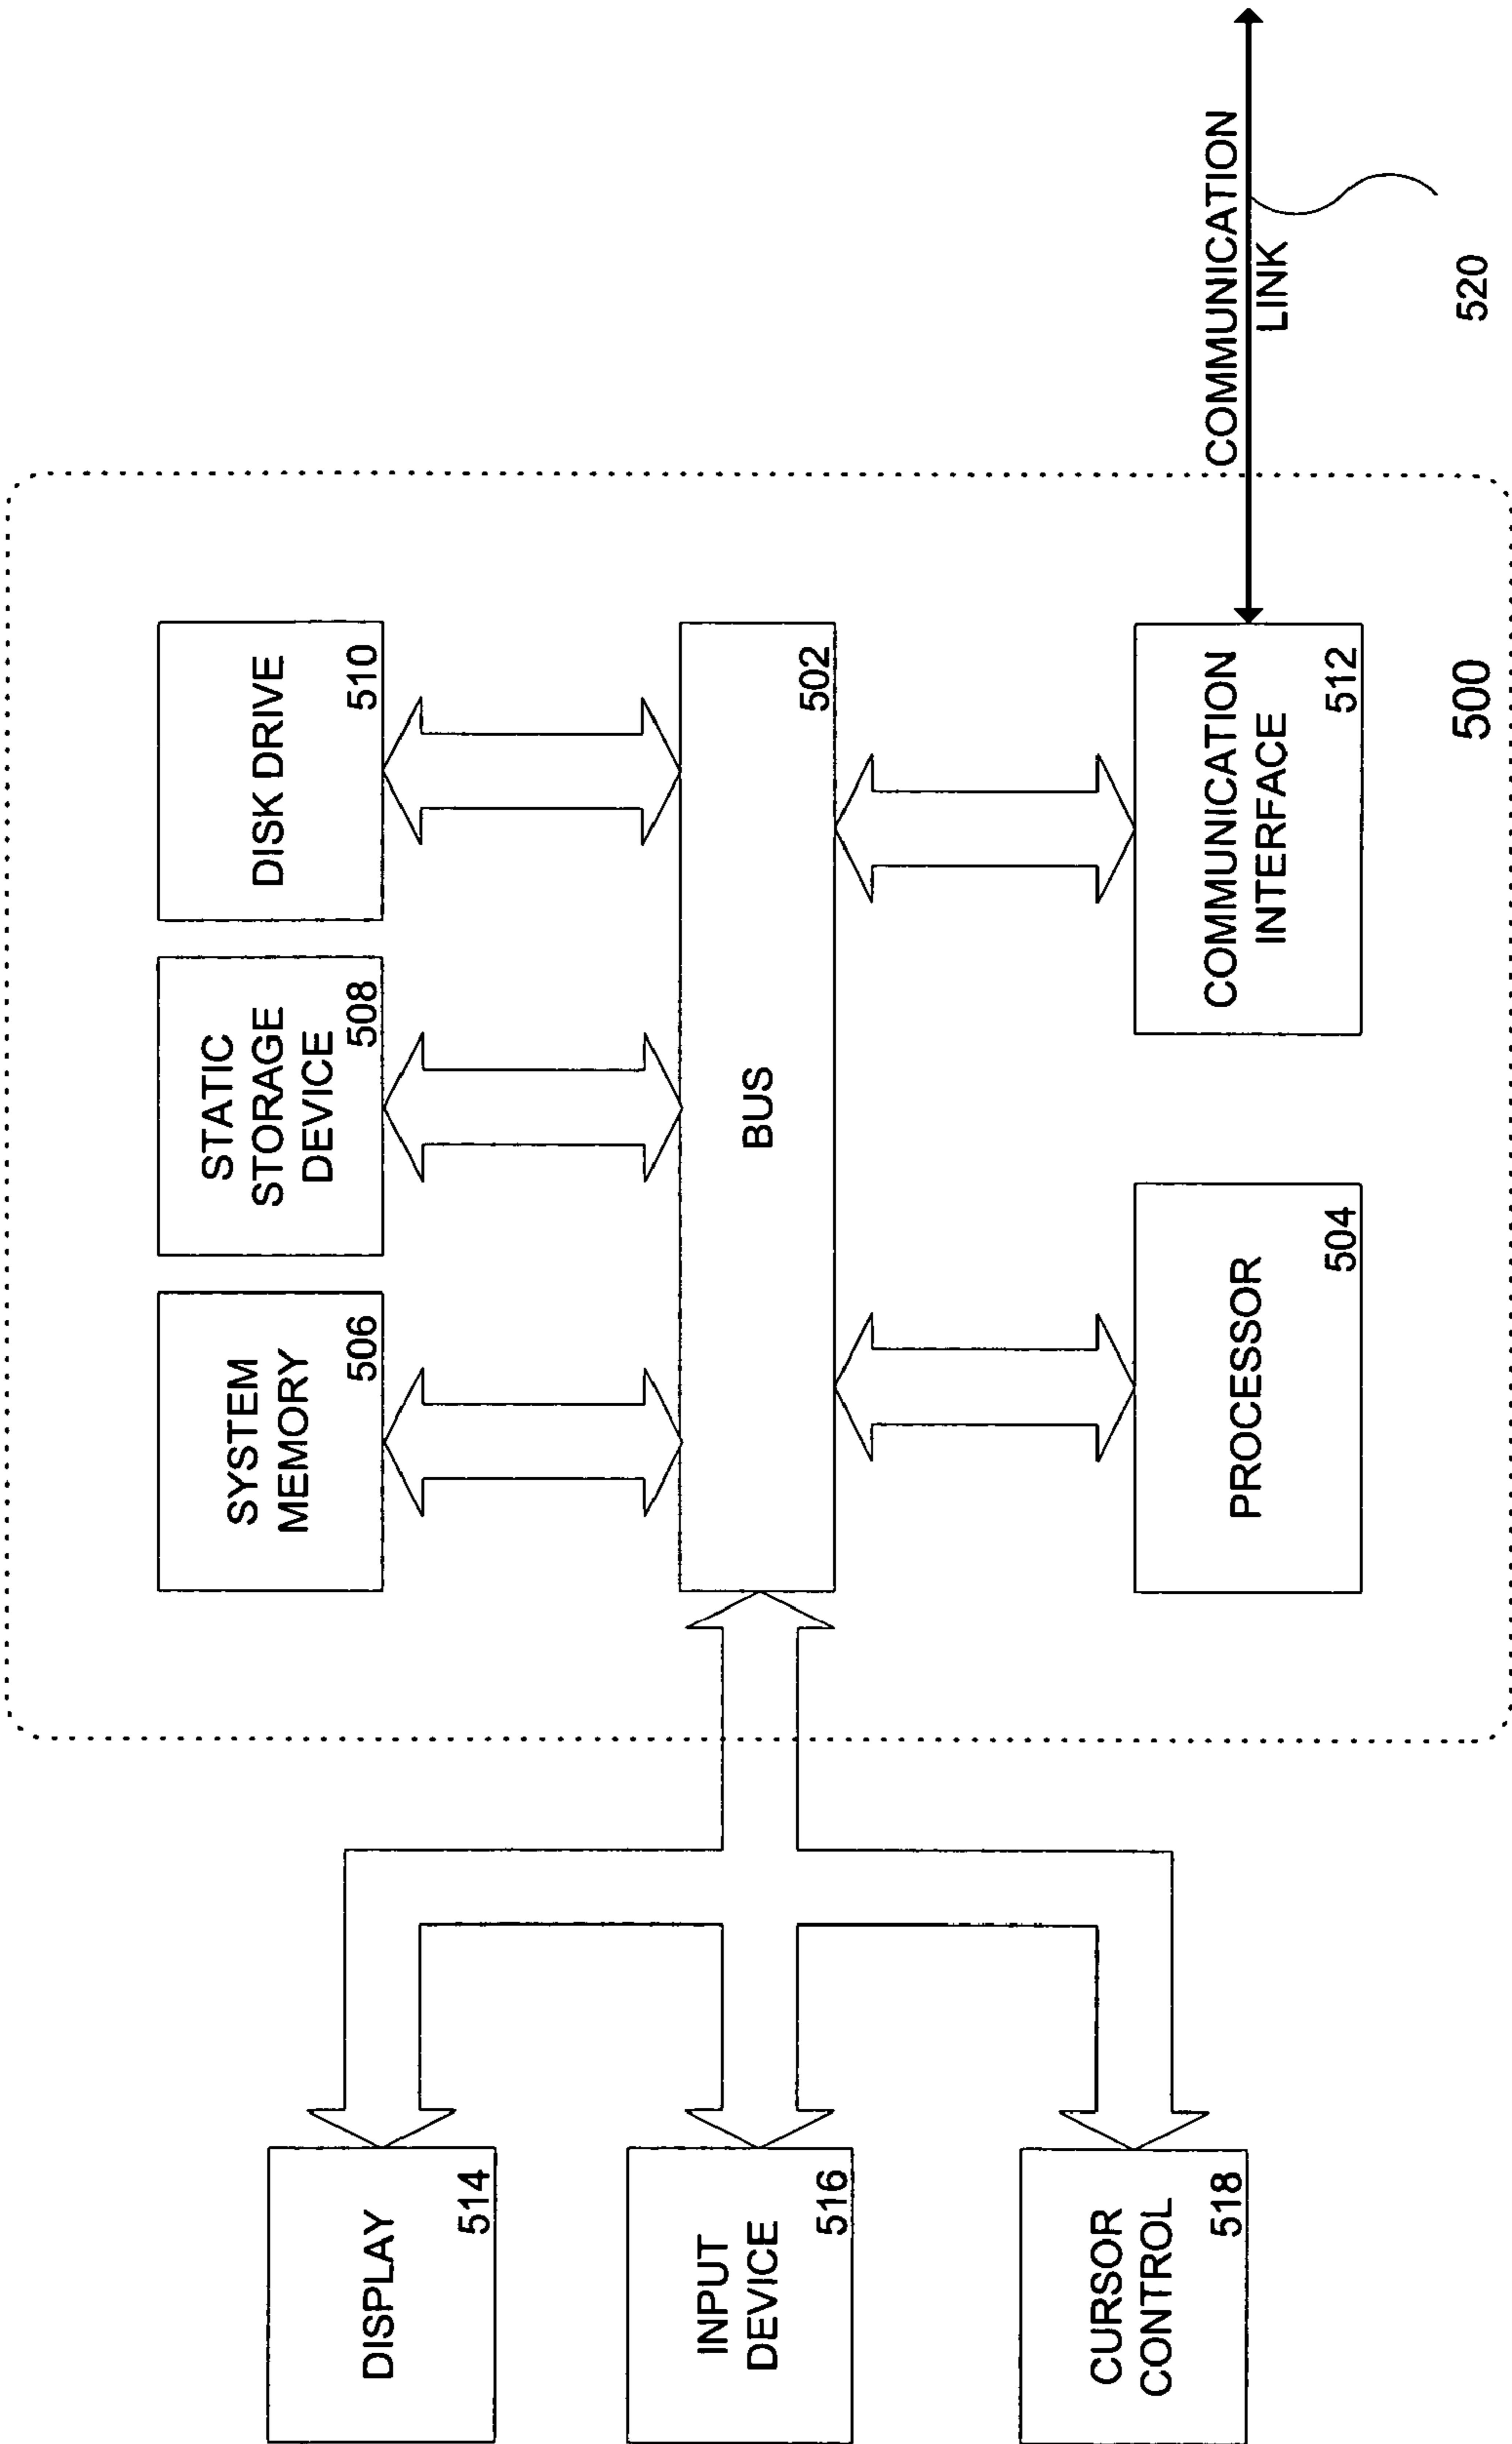 DISPLAY
514
INPUT
DEVICE
516
CURSOR
CONTROL
518
SYSTEM
MEMORY
506
STATIC
STORAGE
DEVICE
508
DISK DRIVE
510
BUS
502
PROCESSOR
504
COMMUNICATION
INTERFACE
512
500
COMMUNICATION
LINK
520